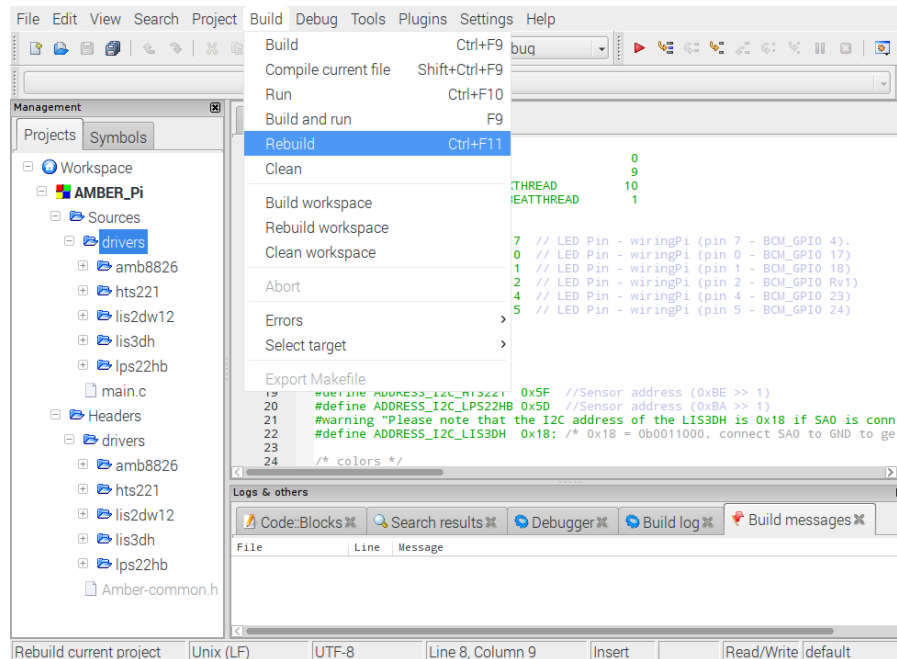 File Edit View Search Project Build Debug Tools Plugins Settings Help
Build Ctrl+F9
Compile current file Shift+Ctrl+F9
Run Ctrl+F10
Build and run F9
Rebuild Ctrl+F11
Clean
Build workspace
Rebuild workspace
Clean workspace
Abort
Errors
Select target
Export Makefile
Management
Projects Symbols
Workspace
AMBER_Pi
Sources
drivers
amb8826
hts221
lis2dw12
lis3dh
lps22hb
main.c
Headers
drivers
amb8826
hts221
lis2dw12
lis3dh
lps22hb
Amber-common.h
0
9
10
EATTHREAD 1
7 // LED Pin - wiringPi (pin 7 - BCM_GPIO 4).
0 // LED Pin - wiringPi (pin 0 - BCM_GPIO 17)
1 // LED Pin - wiringPi (pin 1 - BCM_GPIO 18)
2 // LED Pin - wiringPi (pin 2 - BCM_GPIO Rv1)
4 // LED Pin - wiringPi (pin 4 - BCM_GPIO 23)
5 // LED Pin - wiringPi (pin 5 - BCM_GPIO 24)
19 #define ADDRESS_I2C_HTS221 0x5F //Sensor address (0xBE >> 1)
20 #define ADDRESS_I2C_LPS22HB 0x5D //Sensor address (0xBA >> 1)
21 #warning "Please note that the I2C address of the LIS3DH is 0x18 if SA0 is conn
22 #define ADDRESS_I2C_LIS3DH 0x18; /* 0x18 = 0b0011000, connect SA0 to GND to ge
23
24 /* colors */
Logs & others
Code::Blocks Search results Debugger Build log Build messages
File Line Message
Rebuild current project Unix (LF) UTF-8 Line 8, Column 9 Insert Read/Write default